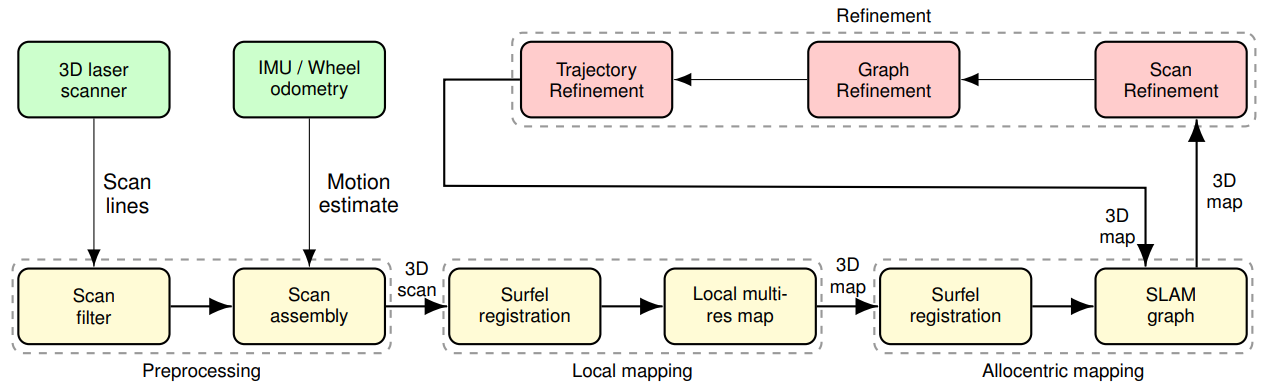 Refinement
3D laser
scanner
IMU / Wheel
odometry
Trajectory
Refinement
Graph
Refinement
Scan
Refinement
Scan
lines
Motion
estimate
3D
map
3D
map
3D
scan
3D
map
Scan
filter
Scan
assembly
Surfel
registration
Local multi-
res map
Surfel
registration
SLAM
graph
Preprocessing
Local mapping
Allocentric mapping